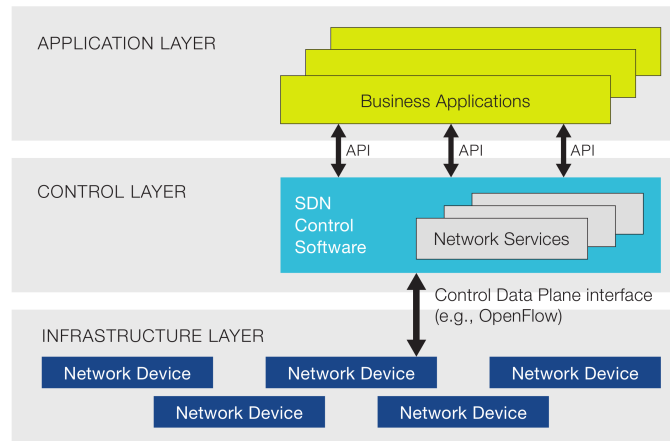 APPLICATION LAYER
Business Applications
API
API
API
CONTROL LAYER
SDN
Control
Software
Network Services
Control Data Plane interface
(e.g., OpenFlow)
INFRASTRUCTURE LAYER
Network Device
Network Device
Network Device
Network Device
Network Device